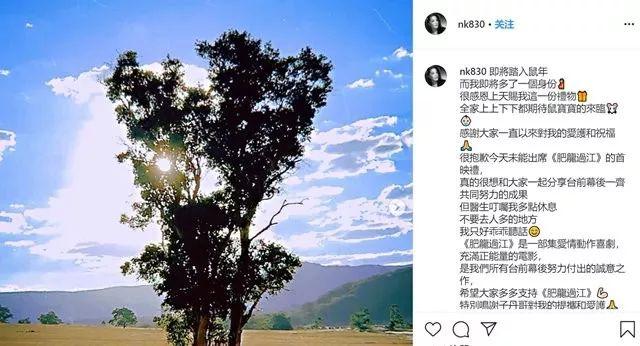 nk830 • 关注
nk830 即將踏入鼠年
而我即將多了一個身份🤰
很感恩上天賜我這一份禮物🎁
全家上上下下都期待鼠寶寶的來臨🐭
👶
感謝大家一直以來對我的愛護和祝福
🙏
很抱歉今天未能出席《肥龍過江》的首
映禮，
真的很想和大家一起分享台前幕後一齊
共同努力的成果
但醫生叮囑我多點休息
不要去人多的地方
我只好乖乖聽話😊
《肥龍過江》是一部集愛情動作喜劇，
充滿正能量的電影，
是我們所有台前幕後努力付出的誠意之
作，
希望大家多多支持《肥龍過江》💪
特別鳴謝子丹哥對我的提攜和愛護🙏